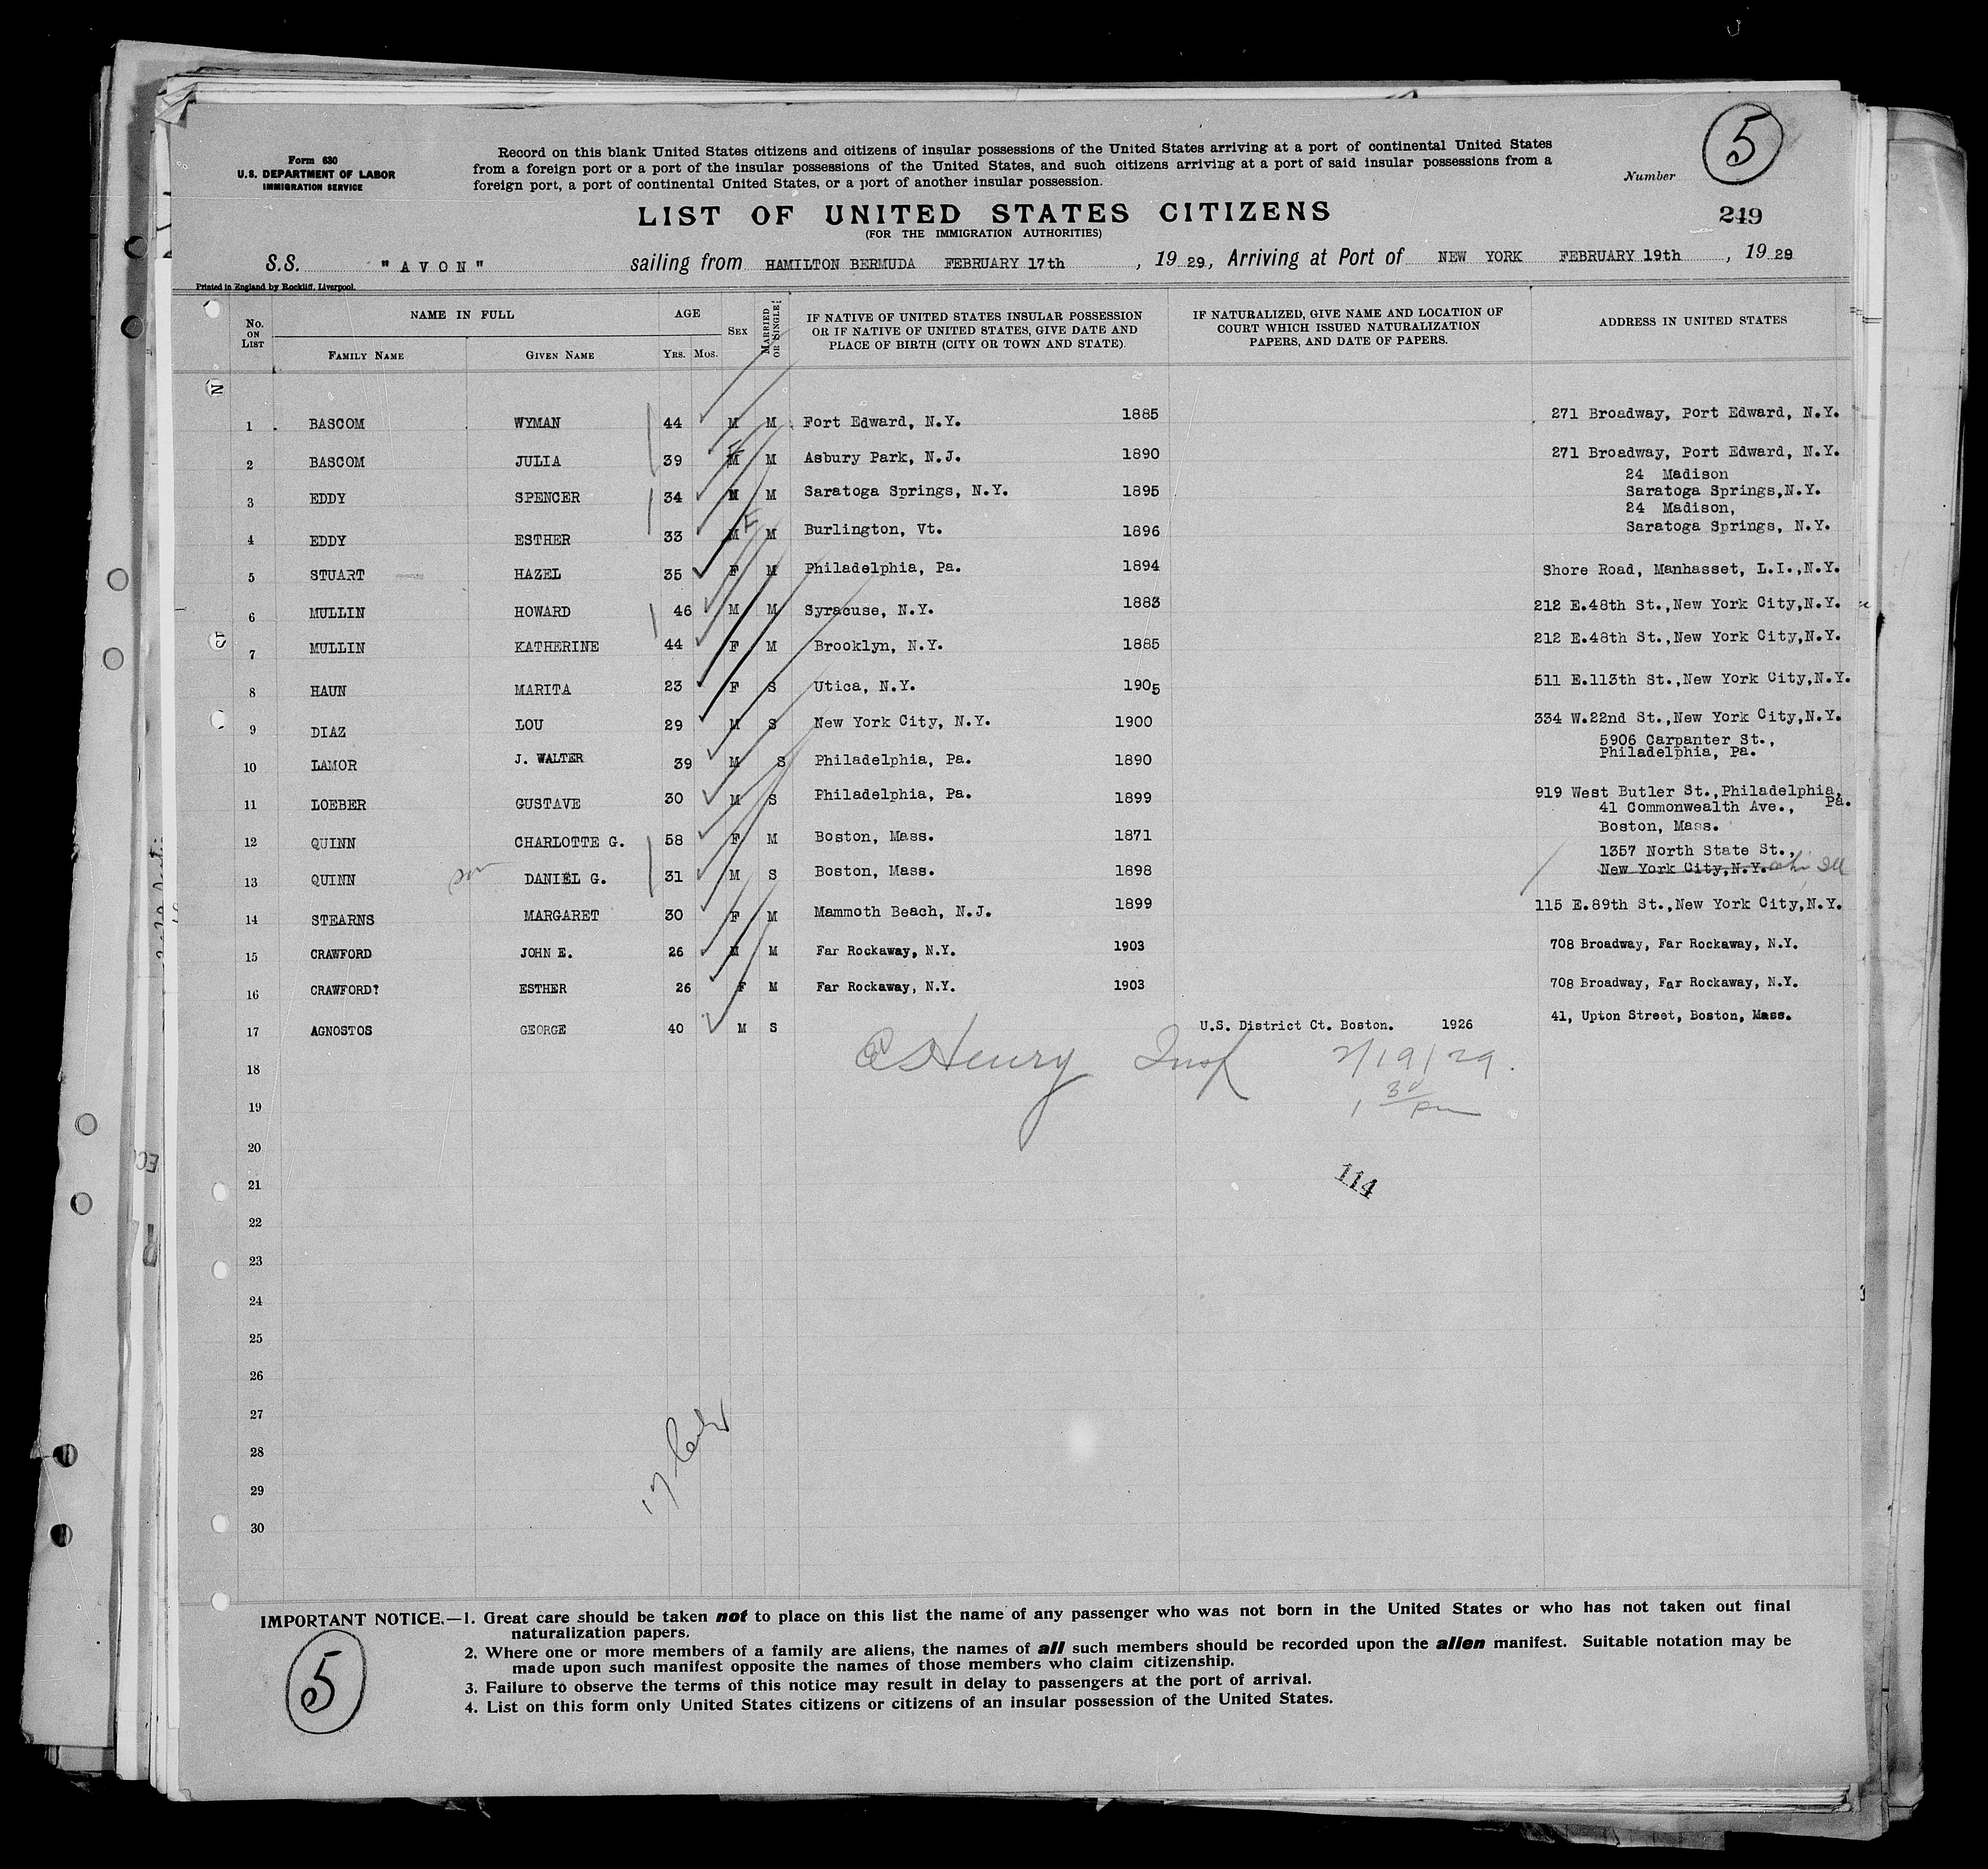 5
Form 630
U.S. DEPARTMENT OF LABOR
IMMIGRATION SERVICE
Record on this blank United States citizens and citizens of insular possessions of the United States arriving at a port of continental United States
from a foreign port or a port of the insular possessions of the United States, and such citizens arriving at a port of said insular possessions from a
foreign port, a port of continental United States, or a port of another insular possession.
Number
LIST OF UNITED STATES CITIZENS
249
(FOR THE IMMIGRATION AUTHORITIES)
S.S. "AVON" sailing from HAMILTON BERMUDA FEBRUARY 17th, 1929, Arriving at Port of NEW YORK FEBRUARY 19th, 1929
Printed in England by Rockliff, Liverpool.
No. ON LIST
NAME IN FULL
FAMILY NAME
GIVEN NAME
AGE
YRS. MOS.
SEX
MARRIED OR SINGLE
IF NATIVE OF UNITED STATES INSULAR POSSESSION
OR IF NATIVE OF UNITED STATES, GIVE DATE AND
PLACE OF BIRTH (CITY OR TOWN AND STATE).
IF NATURALIZED, GIVE NAME AND LOCATION OF
COURT WHICH ISSUED NATURALIZATION
PAPERS, AND DATE OF PAPERS.
ADDRESS IN UNITED STATES
1 BASCOM WYMAN 44 M M Fort Edward, N.Y. 1885 271 Broadway, Port Edward, N.Y.
2 BASCOM JULIA 39 M F M Asbury Park, N.J. 1890 271 Broadway, Port Edward, N.Y.
24 Madison
3 EDDY SPENCER 34 M M Saratoga Springs, N.Y. 1895 Saratoga Springs,N.Y.
24 Madison,
4 EDDY ESTHER 33 M F M Burlington, Vt. 1896 Saratoga Springs, N.Y.
5 STUART HAZEL 35 F M Philadelphia, Pa. 1894 Shore Road, Manhasset, L.I.,N.Y.
6 MULLIN HOWARD 46 M M Syracuse, N.Y. 1883 212 E.48th St.,New York City,N.Y.
7 MULLIN KATHERINE 44 F M Brooklyn, N.Y. 1885 212 E.48th St.,New York City,N.Y.
8 HAUN MARITA 23 F S Utica, N.Y. 1905 511 E.113th St.,New York City,N.Y.
9 DIAZ LOU 29 M S New York City, N.Y. 1900 334 W.22nd St.,New York City,N.Y.
5906 Carpanter St.,
10 LAMOR J. WALTER 39 M S Philadelphia, Pa. 1890 Philadelphia, Pa.
11 LOEBER GUSTAVE 30 M S Philadelphia, Pa. 1899 919 West Butler St.,Philadelphia, Pa.
41 Commonwealth Ave.,
12 QUINN CHARLOTTE G. 58 F M Boston, Mass. 1871 Boston, Mass.
1357 North State St.,
13 QUINN son DANIEL G. 31 M S Boston, Mass. 1898 New York City,N.Y. Chi, Ill
14 STEARNS MARGARET 30 F M Mammoth Beach, N.J. 1899 115 E.89th St.,New York City,N.Y.
15 CRAWFORD JOHN E. 26 M M Far Rockaway, N.Y. 1903 708 Broadway, Far Rockaway, N.Y.
16 CRAWFORD? ESTHER 26 F M Far Rockaway, N.Y. 1903 708 Broadway, Far Rockaway, N.Y.
17 AGNOSTOS GEORGE 40 M S U.S. District Ct. Boston. 1926 41, Upton Street, Boston, Mass.
18
Henry Insp 2/19/29.
19
1 30 pm
20
21
114
22
23
24
25
26
27
28
29
17
30
IMPORTANT NOTICE.—1. Great care should be taken not to place on this list the name of any passenger who was not born in the United States or who has not taken out final
naturalization papers.
2. Where one or more members of a family are aliens, the names of all such members should be recorded upon the alien manifest. Suitable notation may be
made upon such manifest opposite the names of those members who claim citizenship.
3. Failure to observe the terms of this notice may result in delay to passengers at the port of arrival.
4. List on this form only United States citizens or citizens of an insular possession of the United States.
5